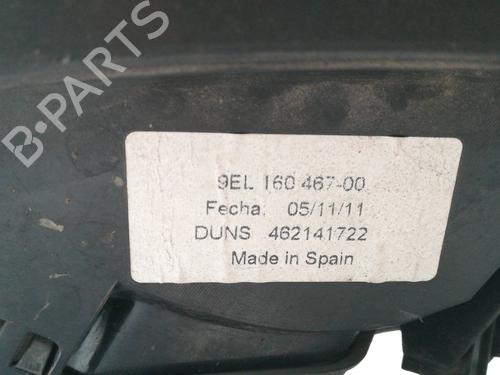 B-PARTS
9EL 160 467-00
Fecha: 05/11/11
DUNS 462141722
Made in Spain